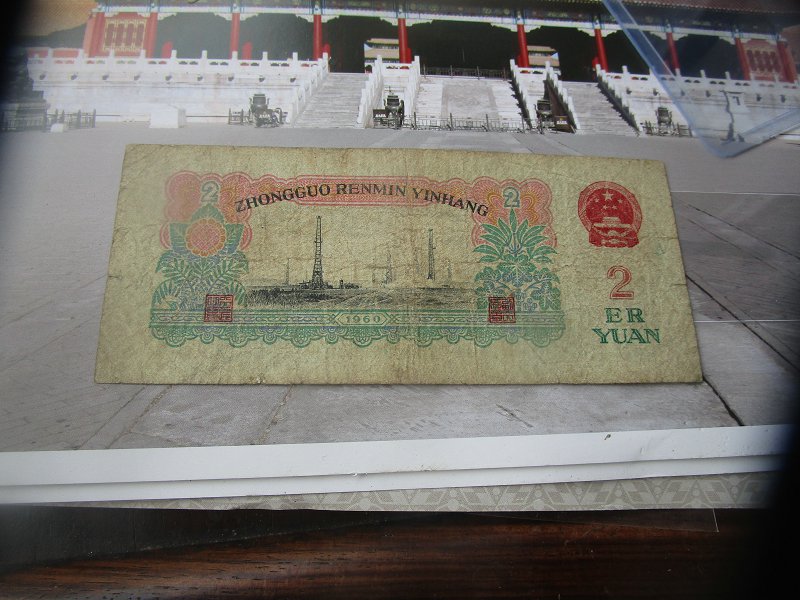 2
ZHONGGUO RENMIN YINHANG
2
1960
2
ER
YUAN